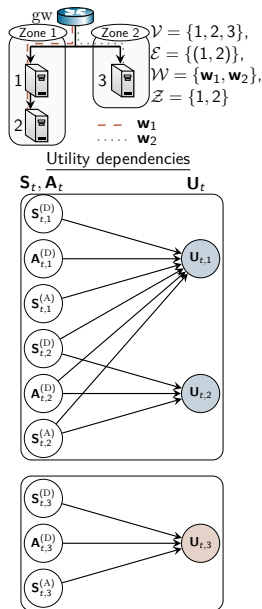 gw
Zone 1 Zone 2
1 3
2
𝒱 = {1, 2, 3},
ℰ = {(1, 2)},
𝒲 = {w₁, w₂},
𝒵 = {1, 2}
w₁
w₂
Utility dependencies
Sₜ, Aₜ Uₜ
S⁽ᴰ⁾ₜ,₁
A⁽ᴰ⁾ₜ,₁
Uₜ,₁
S⁽ᴬ⁾ₜ,₁
S⁽ᴰ⁾ₜ,₂
A⁽ᴰ⁾ₜ,₂
Uₜ,₂
S⁽ᴬ⁾ₜ,₂
S⁽ᴰ⁾ₜ,₃
A⁽ᴰ⁾ₜ,₃
Uₜ,₃
S⁽ᴬ⁾ₜ,₃